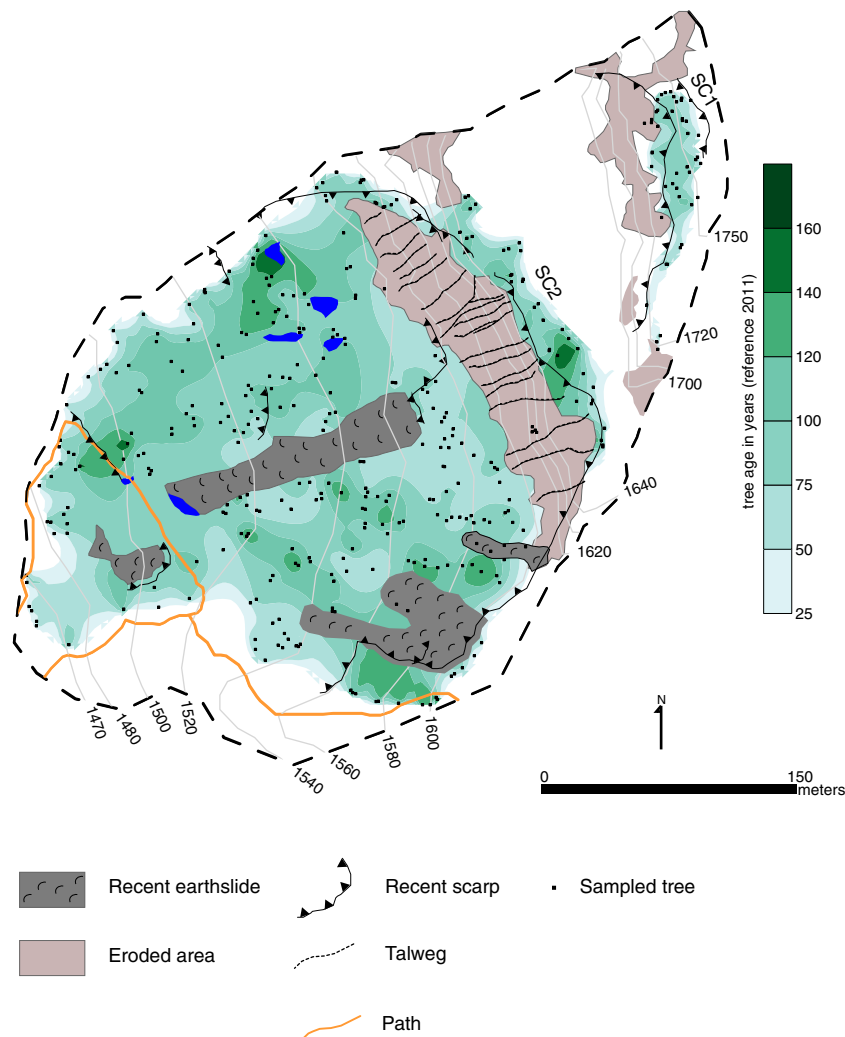 SC1
1750
SC2
1720
1700
160
140
120
100
75
50
25
tree age in years (reference 2011)
1640
1620
1470
1480
1500
1520
1540
1560
1580
1600
N
0
150
meters
Recent earthslide
Recent scarp
Sampled tree
Eroded area
Talweg
Path